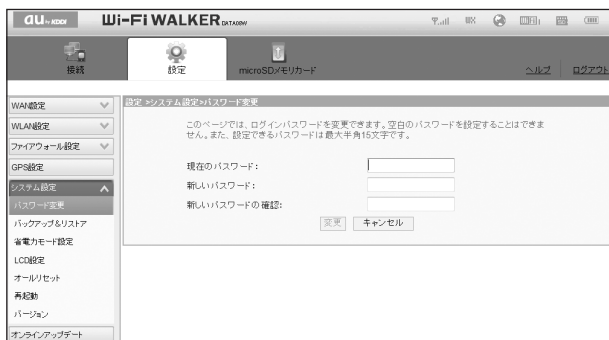 au by KDDI Wi-Fi WALKER DATA08W
接続 設定 microSDメモリカード ヘルプ ログアウト
WAN設定
WLAN設定
ファイアウォール設定
GPS設定
システム設定
パスワード変更
バックアップ&リストア
省電力モード設定
LCD設定
オールリセット
再起動
バージョン
オンラインアップデート
設定 >システム設定>パスワード変更
このページでは、ログインパスワードを変更できます。空白のパスワードを設定することはできま
せん。また、設定できるパスワードは最大半角15文字です。
現在のパスワード:
新しいパスワード:
新しいパスワードの確認:
変更 キャンセル